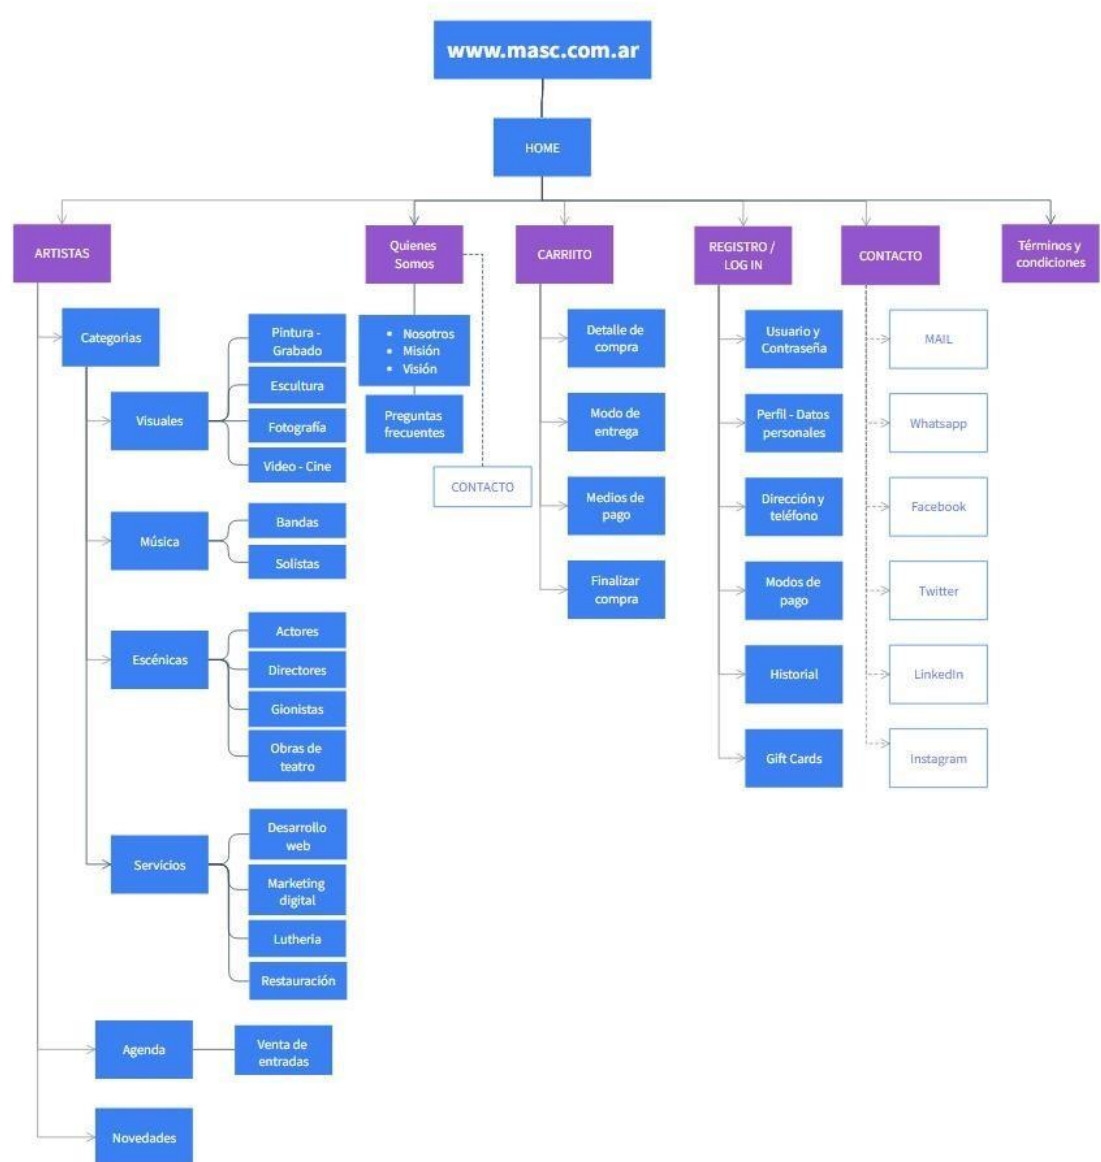 www.masc.com.ar
HOME
ARTISTAS
Quienes
Somos
CARRIITO
REGISTRO /
LOG IN
CONTACTO
Términos y
condiciones
Categorias
Visuales
Pintura -
Grabado
Escultura
Fotografía
Video - Cine
Música
Bandas
Solistas
Escénicas
Actores
Directores
Gionistas
Obras de
teatro
Servicios
Desarrollo
web
Marketing
digital
Lutheria
Restauración
Agenda
Venta de
entradas
Novedades
▪ Nosotros
▪ Misión
▪ Visión
Preguntas
frecuentes
CONTACTO
Detalle de
compra
Modo de
entrega
Medios de
pago
Finalizar
compra
Usuario y
Contraseña
Perfil - Datos
personales
Dirección y
teléfono
Modos de
pago
Historial
Gift Cards
MAIL
Whatsapp
Facebook
Twitter
LinkedIn
Instagram